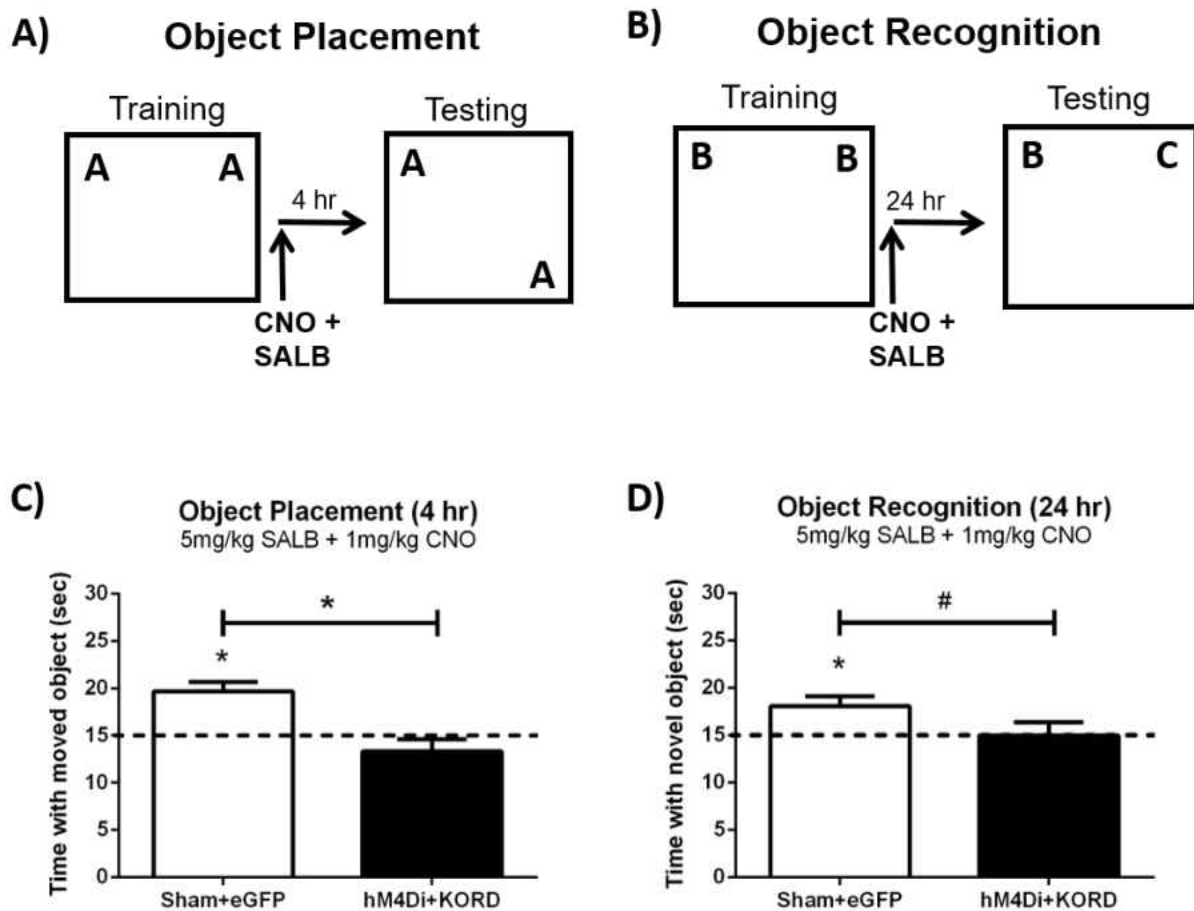 A)
Object Placement
Training
Testing
A
A
4 hr
A
A
CNO +
SALB
B)
Object Recognition
Training
Testing
B
B
24 hr
B
C
CNO +
SALB
C)
Object Placement (4 hr)
5mg/kg SALB + 1mg/kg CNO
Time with moved object (sec)
30
25
20
15
10
5
0
*
*
Sham+eGFP
hM4Di+KORD
D)
Object Recognition (24 hr)
5mg/kg SALB + 1mg/kg CNO
Time with novel object (sec)
30
25
20
15
10
5
0
#
*
Sham+eGFP
hM4Di+KORD